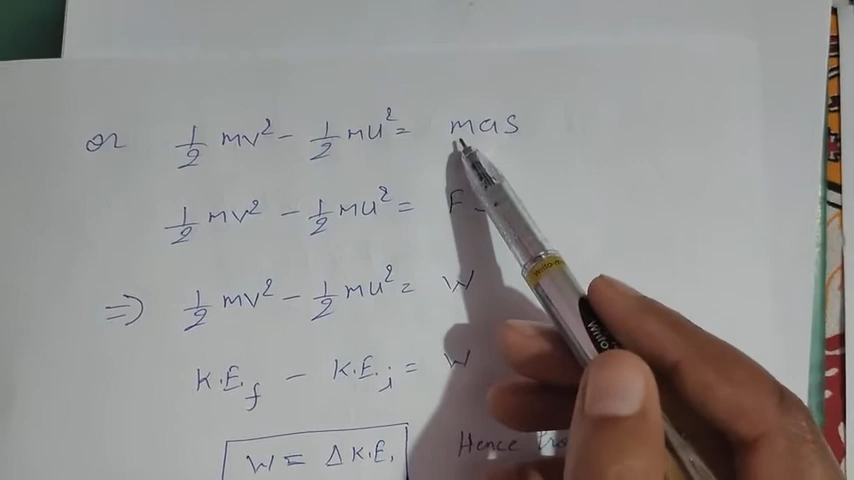 or 1/2 mv² - 1/2 mu² = mas
1/2 mv² - 1/2 mu² = F
⇒ 1/2 mv² - 1/2 mu² = W
K.E.f - K.E.i = W
W = ΔK.E. Hence